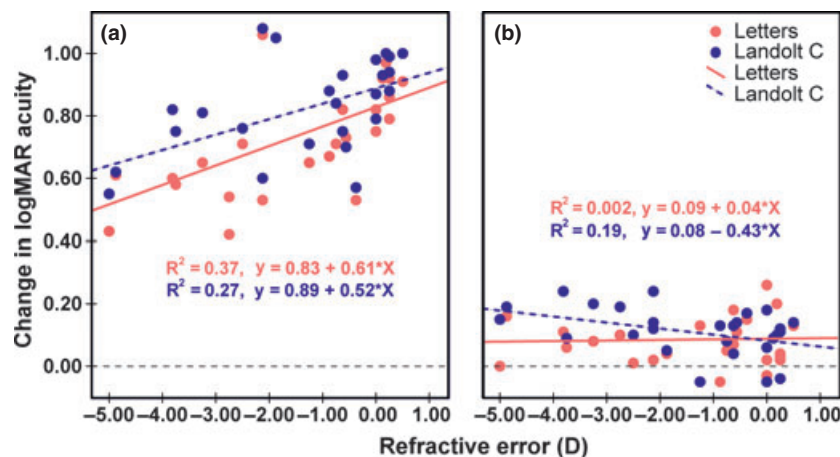 (a)
(b)
Letters
Landolt C
Letters
Landolt C
Change in logMAR acuity
1.00
0.80
0.60
0.40
0.20
0.00
R² = 0.37, y = 0.83 + 0.61*X
R² = 0.27, y = 0.89 + 0.52*X
R² = 0.002, y = 0.09 + 0.04*X
R² = 0.19, y = 0.08 – 0.43*X
–5.00 –4.00 –3.00 –2.00 –1.00 0.00 1.00
–5.00 –4.00 –3.00 –2.00 –1.00 0.00 1.00
Refractive error (D)